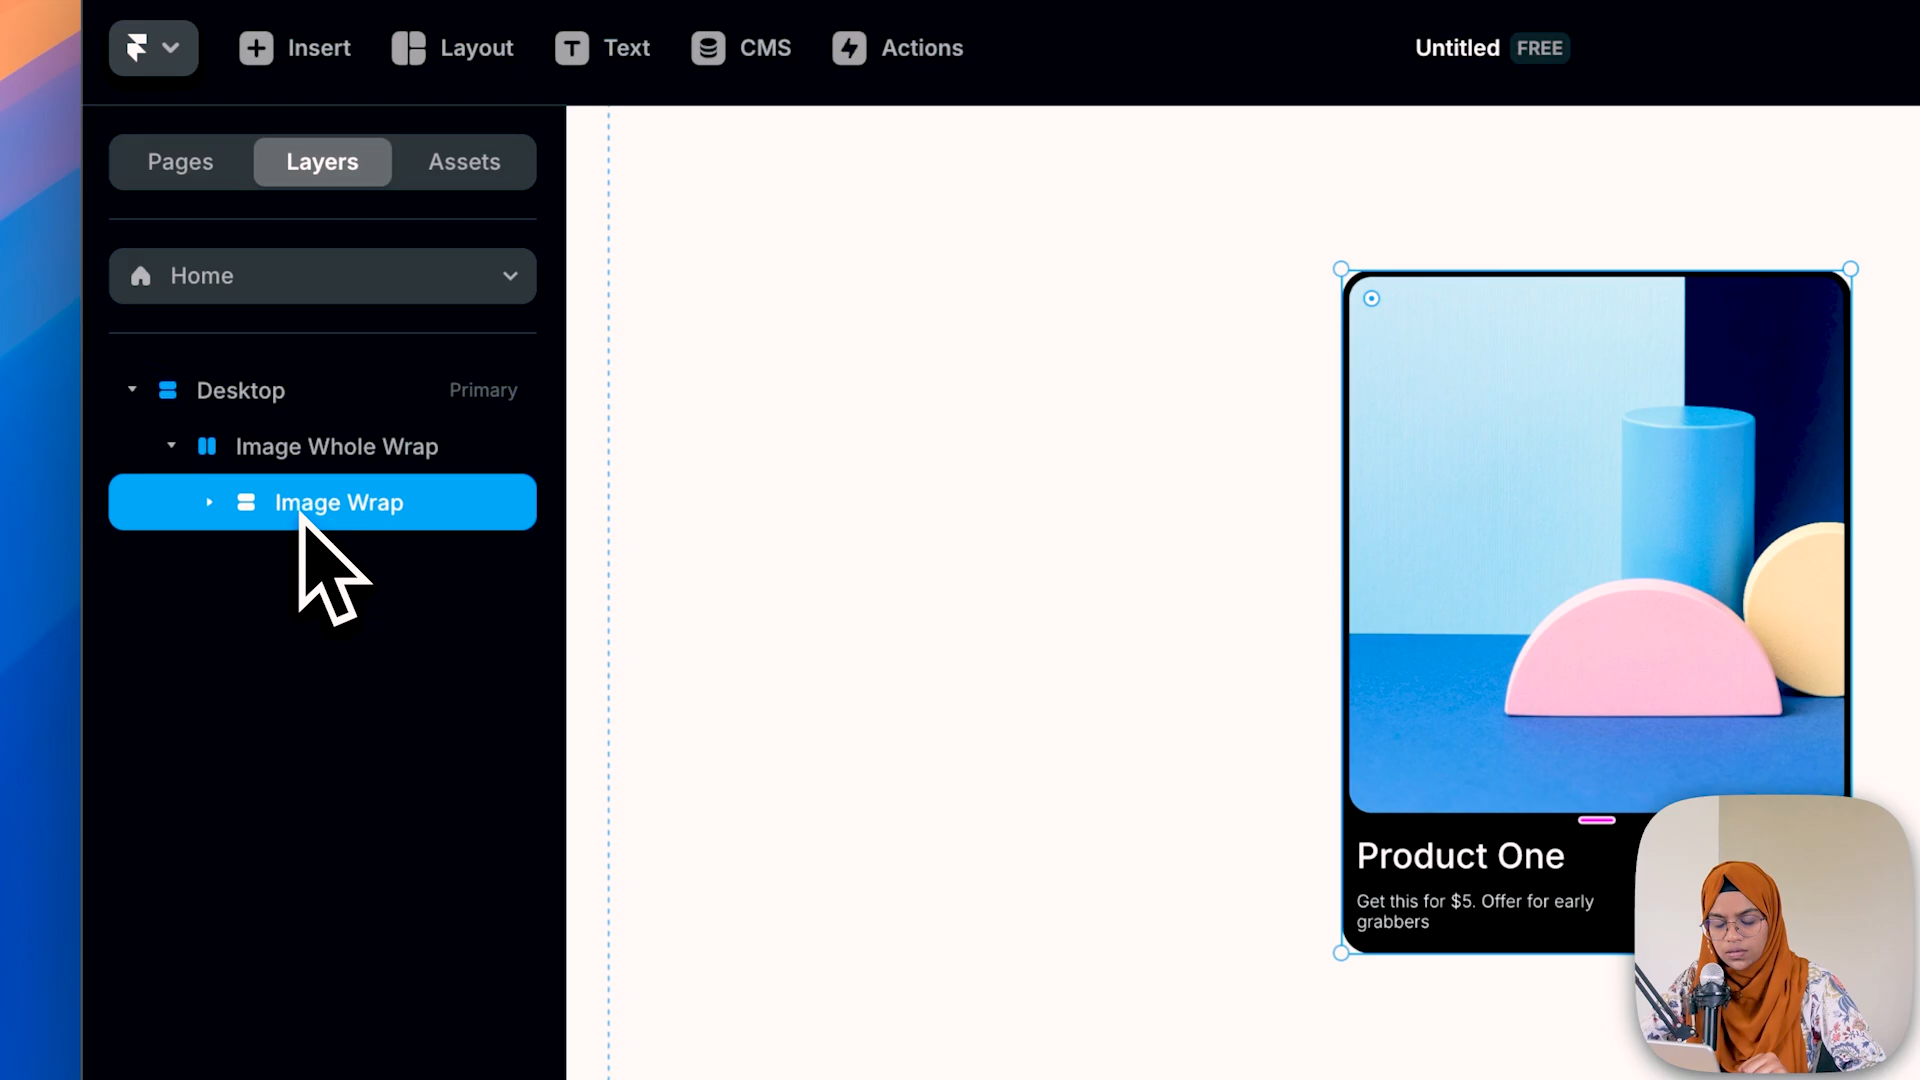 Insert Layout Text CMS Actions Untitled FREE
Pages Layers Assets
Home
Desktop Primary
Image Whole Wrap
Image Wrap
Product One
Get this for $5. Offer for early
grabbers